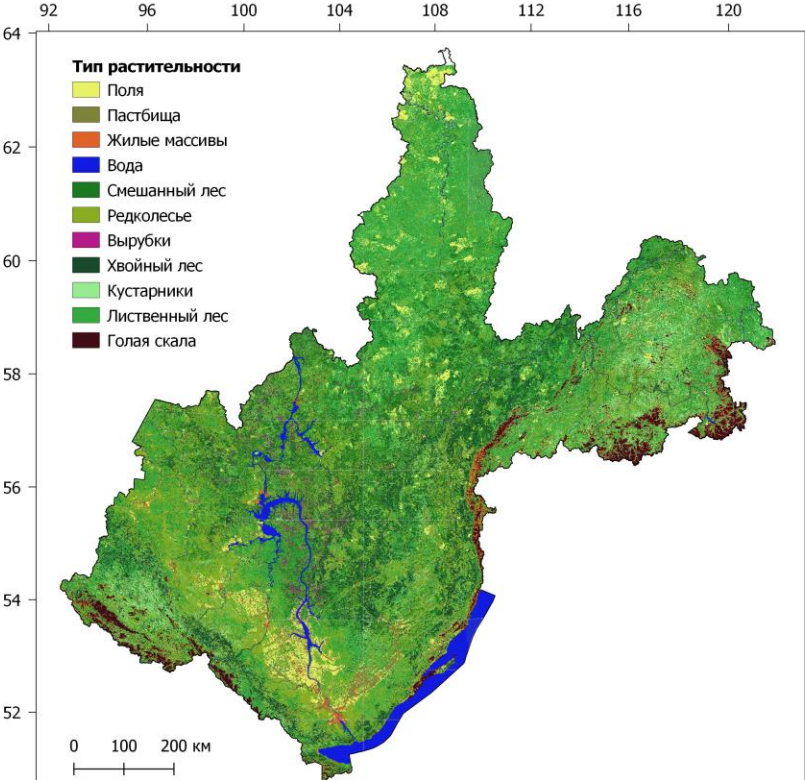 92 96 100 104 108 112 116 120
64
Тип растительности
Поля
Пастбища
Жилые массивы
Вода
Смешанный лес
Редколесье
Вырубки
Хвойный лес
Кустарники
Лиственный лес
Голая скала
62
60
58
56
54
52
0 100 200 км